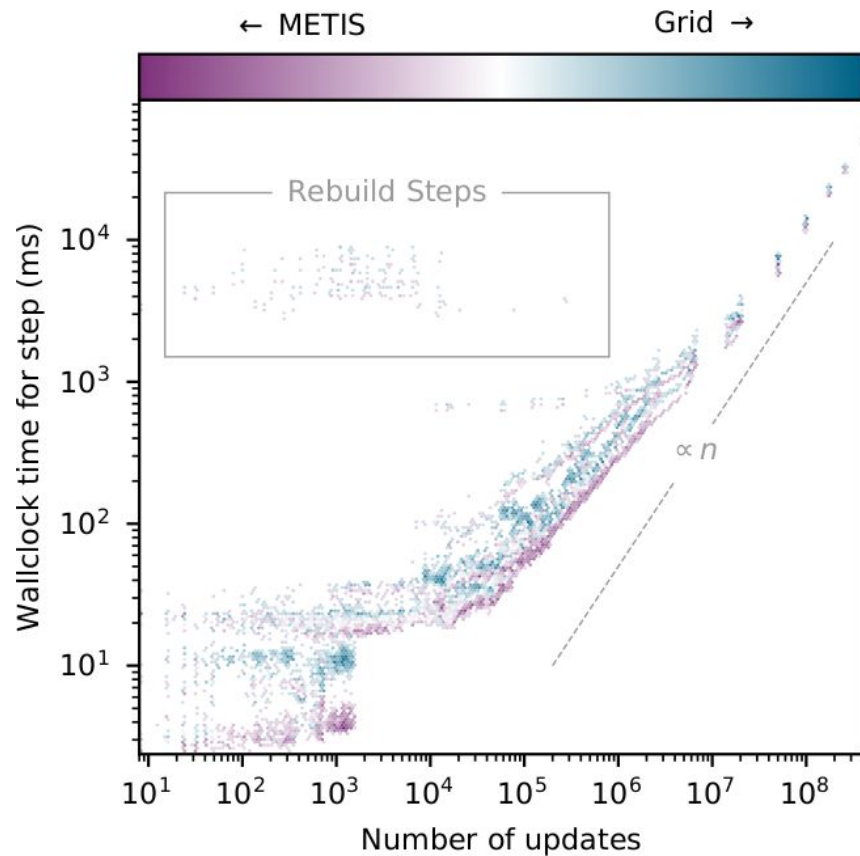 ← METIS Grid →
Rebuild Steps
Wallclock time for step (ms)
10⁴
10³
10²
10¹
∝ n
10¹ 10² 10³ 10⁴ 10⁵ 10⁶ 10⁷ 10⁸
Number of updates